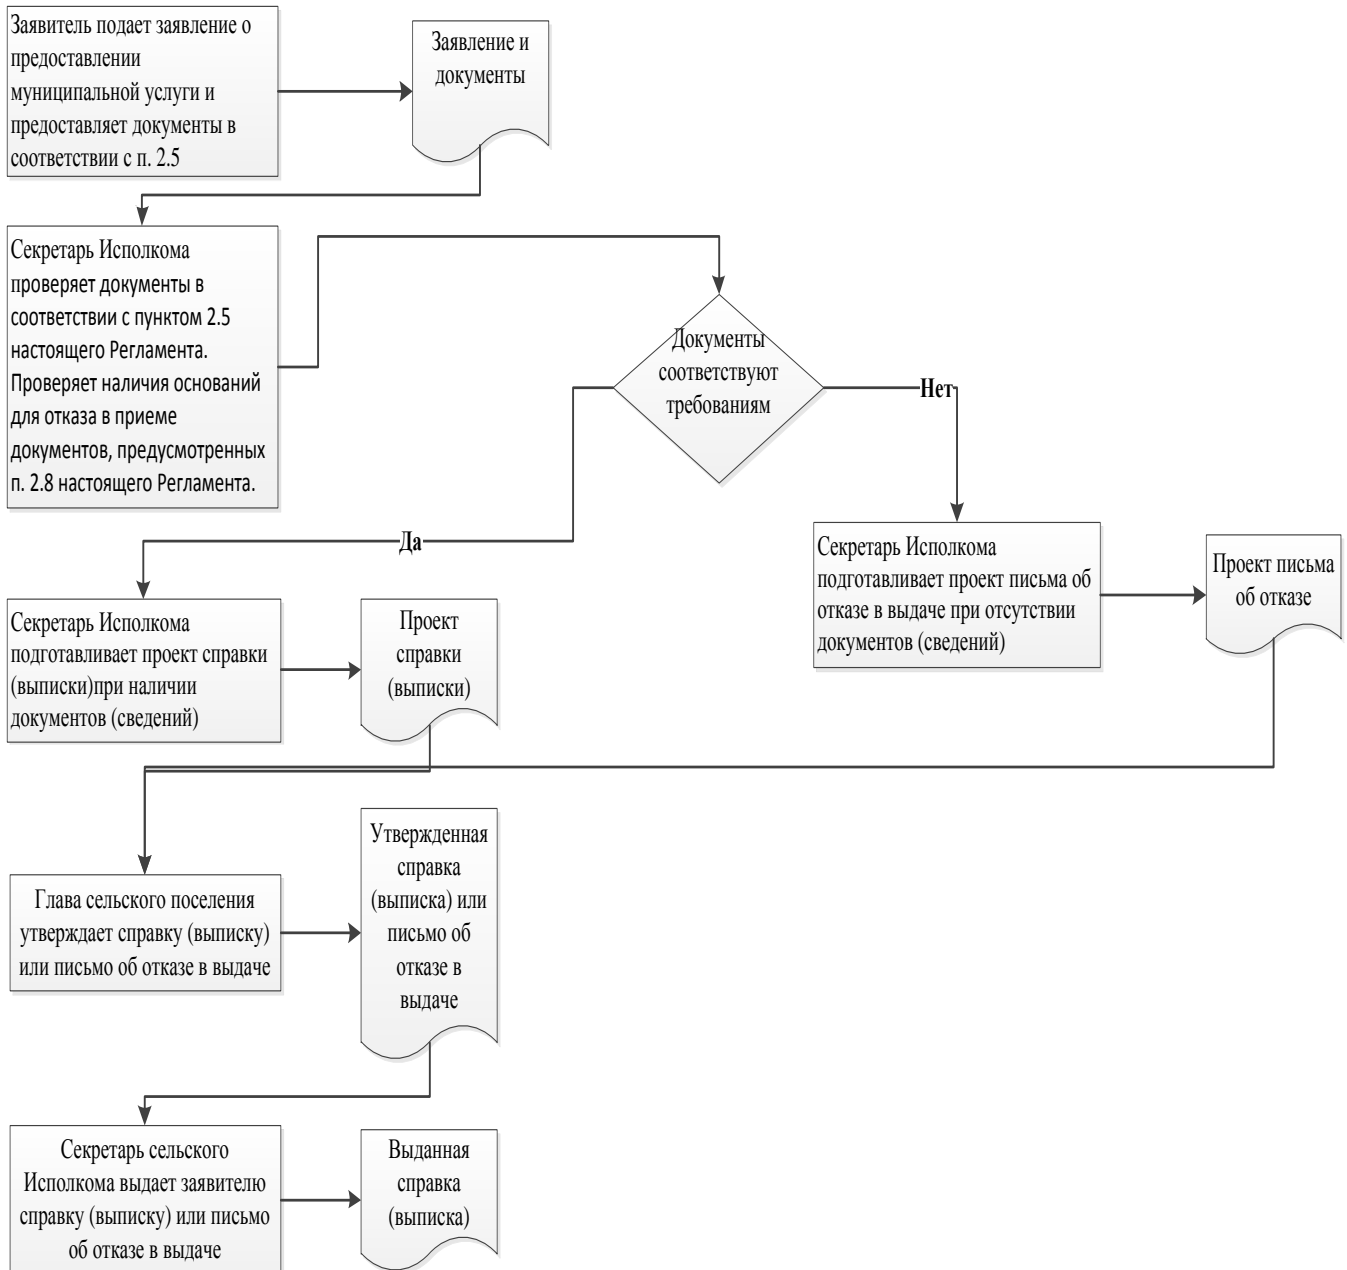 Заявитель подает заявление о
предоставлении
муниципальной услуги и
предоставляет документы в
соответствии с п. 2.5
Заявление и
документы
Секретарь Исполкома
проверяет документы в
соответствии с пунктом 2.5
настоящего Регламента.
Проверяет наличия оснований
для отказа в приеме
документов, предусмотренных
п. 2.8 настоящего Регламента.
Документы
соответствуют
требованиям
Нет
Да
Секретарь Исполкома
подготавливает проект письма об
отказе в выдаче при отсутствии
документов (сведений)
Проект письма
об отказе
Секретарь Исполкома
подготавливает проект справки
(выписки)при наличии
документов (сведений)
Проект
справки
(выписки)
Глава сельского поселения
утверждает справку (выписку)
или письмо об отказе в выдаче
Утвержденная
справка
(выписка) или
письмо об
отказе в
выдаче
Секретарь сельского
Исполкома выдает заявителю
справку (выписку) или письмо
об отказе в выдаче
Выданная
справка
(выписка)